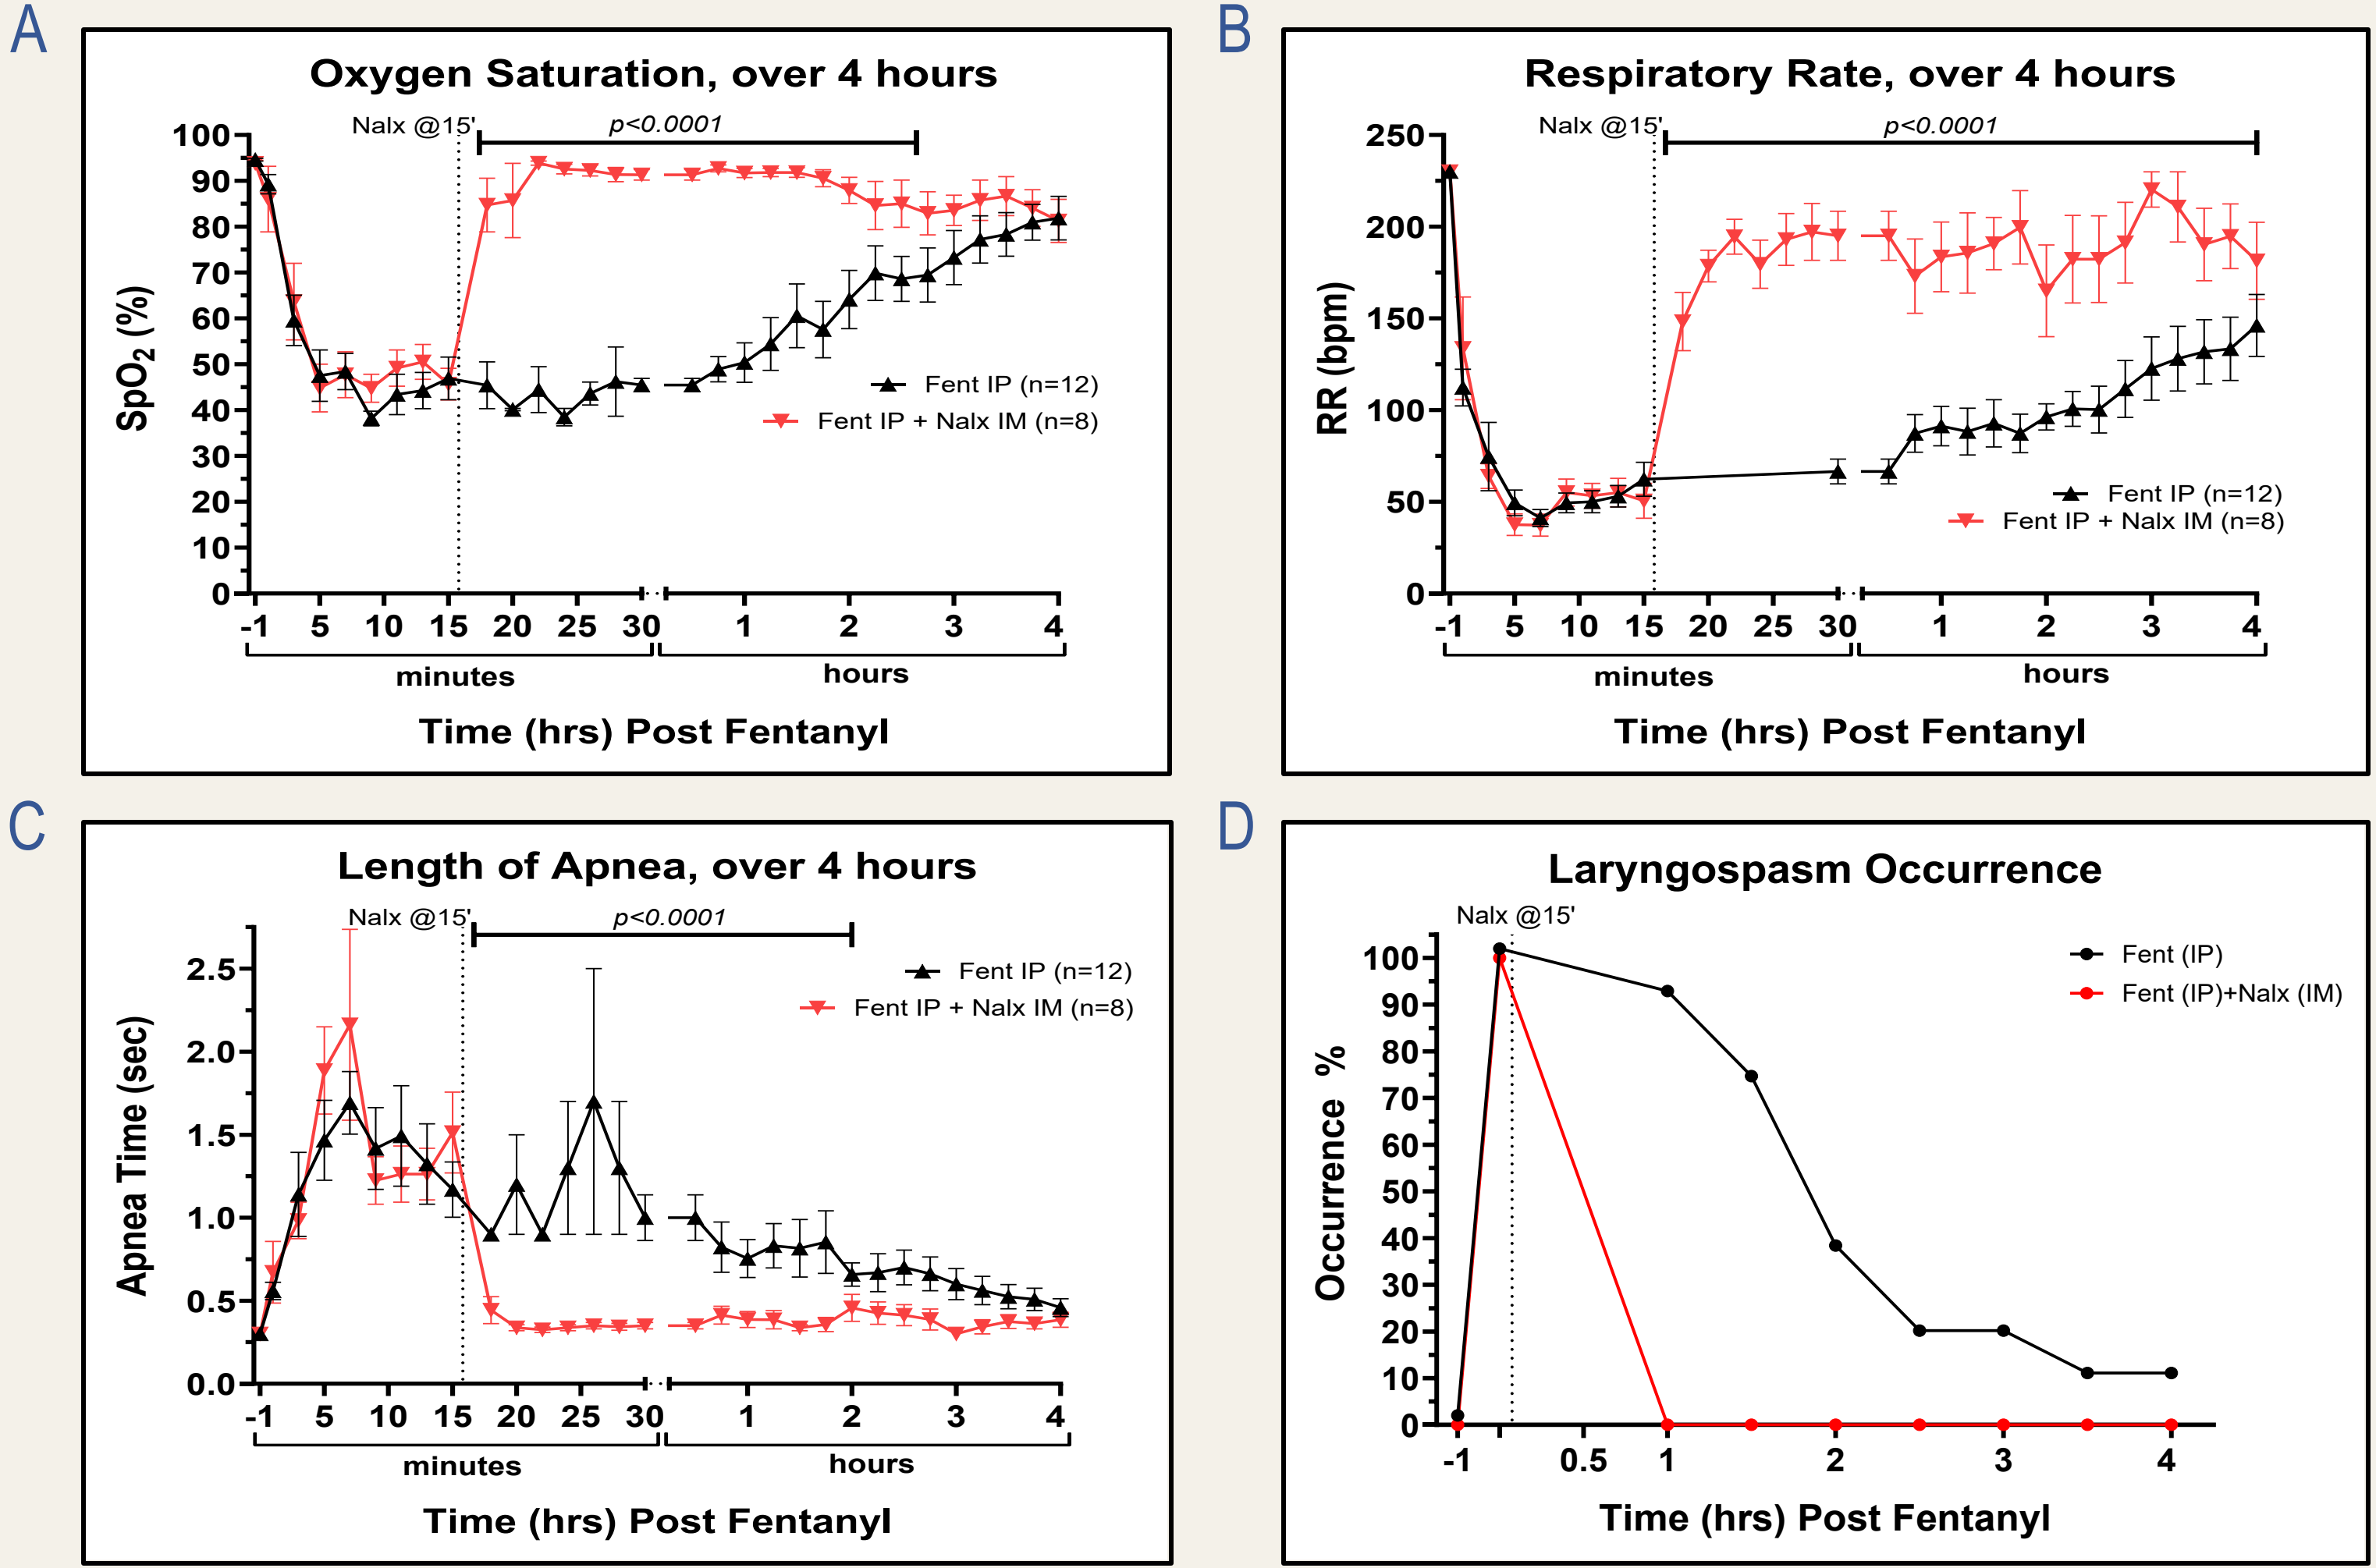 A
Oxygen Saturation, over 4 hours
Nalx @15'
p<0.0001
SpO2 (%)
100
90
80
70
60
50
40
30
20
10
0
Fent IP (n=12)
Fent IP + Nalx IM (n=8)
-1 5 10 15 20 25 30 1 2 3 4
minutes hours
Time (hrs) Post Fentanyl
B
Respiratory Rate, over 4 hours
Nalx @15'
p<0.0001
RR (bpm)
250
200
150
100
50
0
Fent IP (n=12)
Fent IP + Nalx IM (n=8)
-1 5 10 15 20 25 30 1 2 3 4
minutes hours
Time (hrs) Post Fentanyl
C
Length of Apnea, over 4 hours
Nalx @15'
p<0.0001
Apnea Time (sec)
2.5
2.0
1.5
1.0
0.5
0.0
Fent IP (n=12)
Fent IP + Nalx IM (n=8)
-1 5 10 15 20 25 30 1 2 3 4
minutes hours
Time (hrs) Post Fentanyl
D
Laryngospasm Occurrence
Nalx @15'
Occurrence %
100
90
80
70
60
50
40
30
20
10
0
Fent (IP)
Fent (IP)+Nalx (IM)
-1 0.5 1 2 3 4
Time (hrs) Post Fentanyl